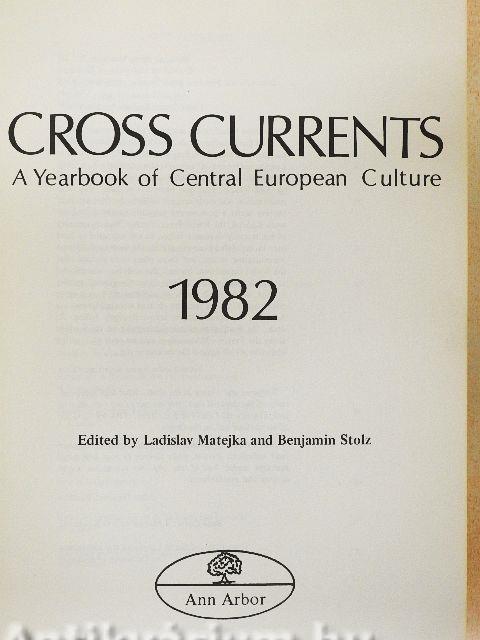 CROSS CURRENTS
A Yearbook of Central European Culture
1982
Edited by Ladislav Matejka and Benjamin Stolz
Ann Arbor